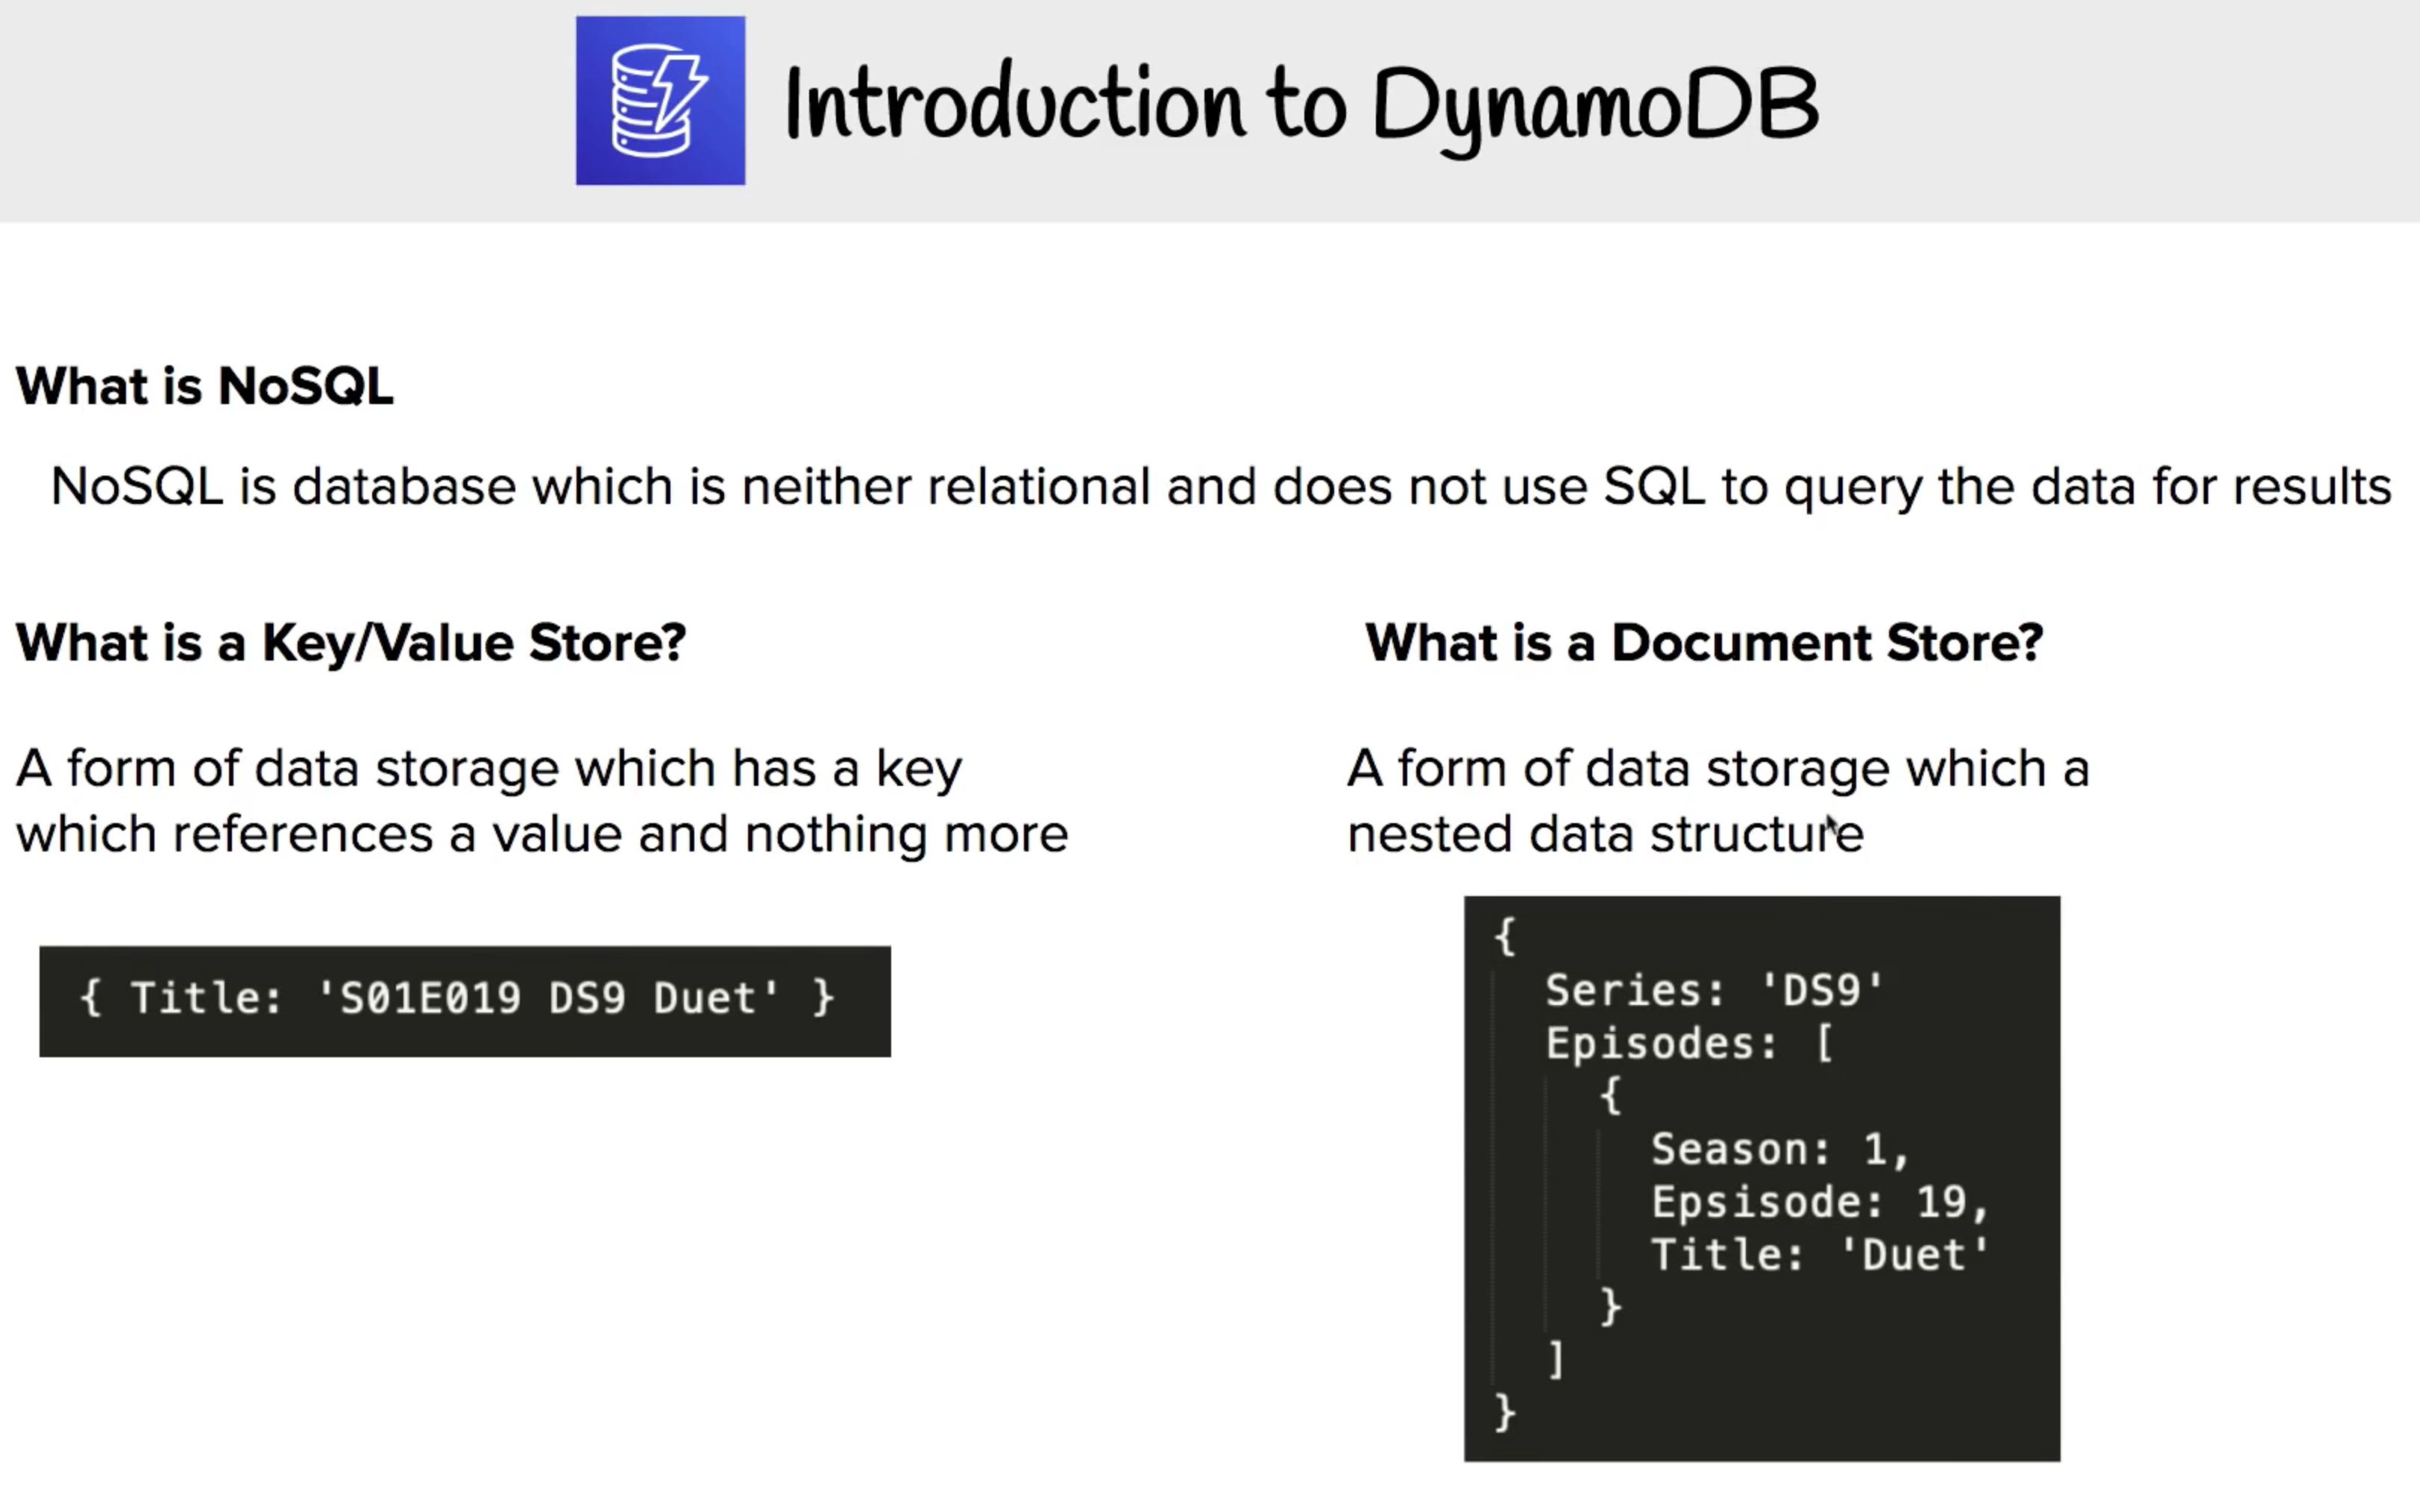 Introduction to DynamoDB
What is NoSQL
NoSQL is database which is neither relational and does not use SQL to query the data for results
What is a Key/Value Store?
A form of data storage which has a key
which references a value and nothing more
{ Title: 'S01E019 DS9 Duet' }
What is a Document Store?
A form of data storage which a
nested data structure
{
Series: 'DS9'
Episodes: [
{
Season: 1,
Epsisode: 19,
Title: 'Duet'
}
]
}